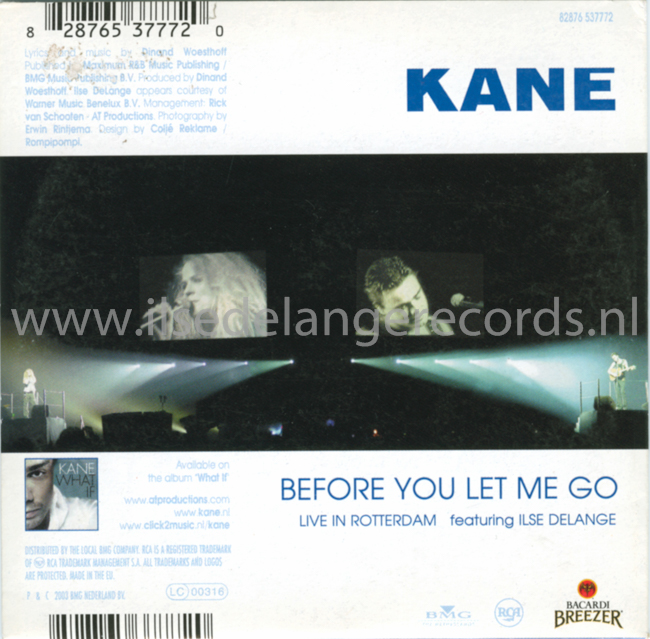 82876 537772
8 28765 37772 0
Lyrics and music by Dinand Woesthoff
Published by Maximum R&B Music Publishing /
BMG Music Publishing B.V. Produced by Dinand
Woesthoff. Ilse DeLange appears courtesy of
Warner Music Benelux B.V. Management: Rick
van Schooten - AT Productions. Photography by
Erwin Rintjema. Design by Coljé Reklame /
Rompipompi.
KANE
www.ilsedelangerecords.nl
KANE
WHAT
IF
Available on
the album "What If"
www.atproductions.com
www.kane.nl
www.click2music.nl/kane
BEFORE YOU LET ME GO
LIVE IN ROTTERDAM featuring ILSE DELANGE
DISTRIBUTED BY THE LOCAL BMG COMPANY. RCA IS A REGISTERED TRADEMARK
OF RCA TRADEMARK MANAGEMENT S.A. ALL TRADEMARKS AND LOGOS
ARE PROTECTED. MADE IN THE EU.
P & C 2003 BMG NEDERLAND BV.
LC 00316
BMG
RCA
BACARDI
BREEZER